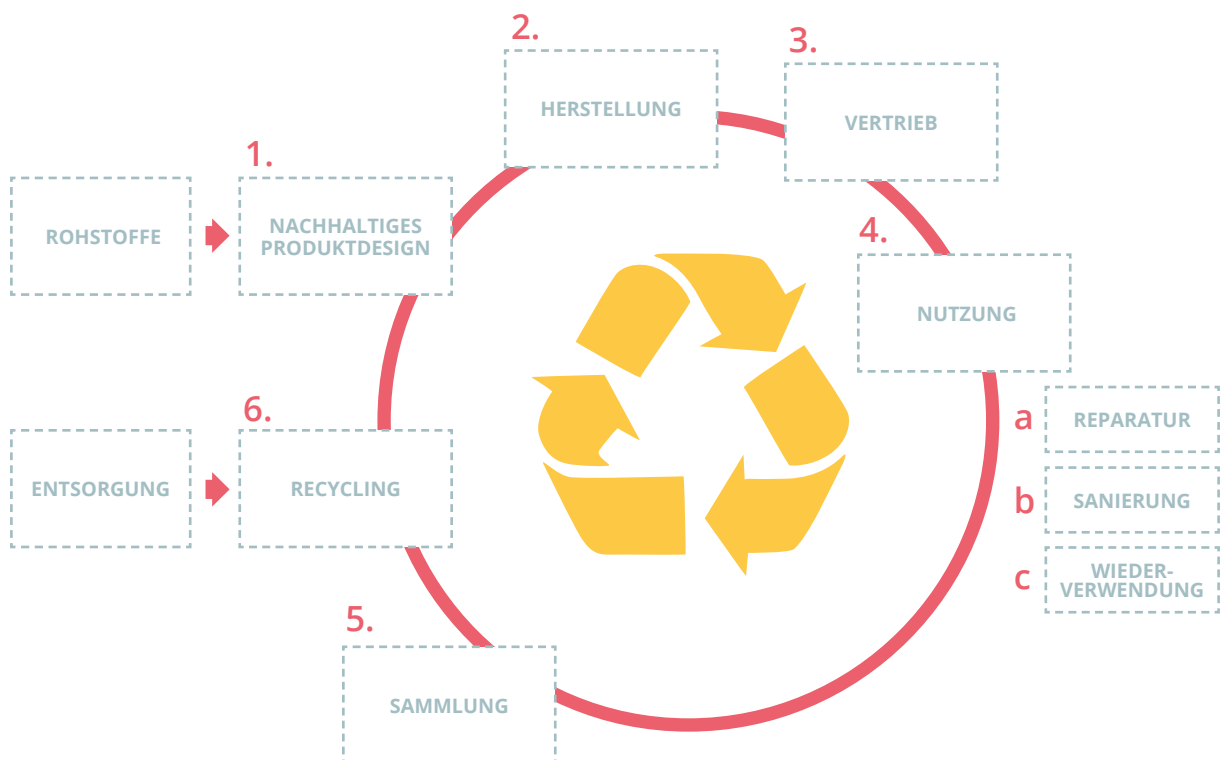 1.
2.
3.
ROHSTOFFE
NACHHALTIGES
PRODUKTDESIGN
HERSTELLUNG
VERTRIEB
4.
NUTZUNG
a
REPARATUR
b
SANIERUNG
c
WIEDER-
VERWENDUNG
5.
SAMMLUNG
6.
ENTSORGUNG
RECYCLING